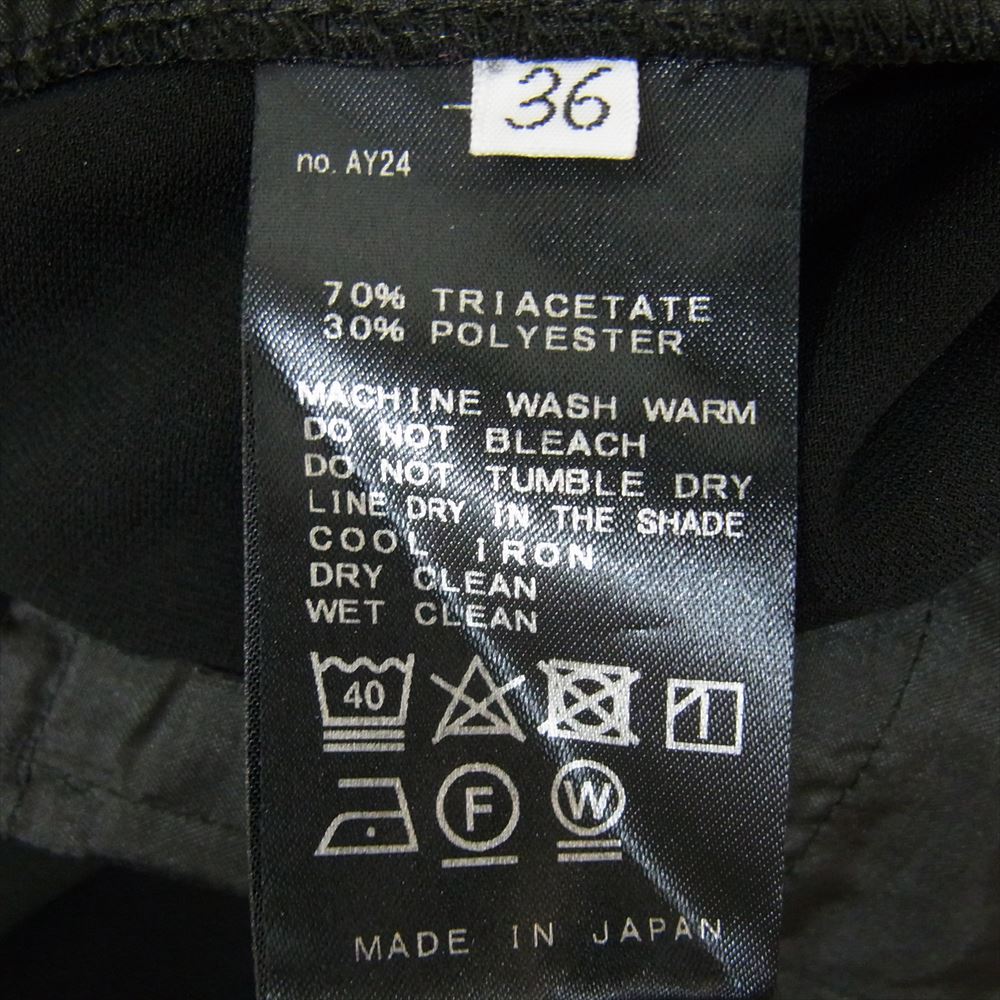 36
no. AY24
70% TRIACETATE
30% POLYESTER
MACHINE WASH WARM
DO NOT BLEACH
DO NOT TUMBLE DRY
LINE DRY IN THE SHADE
COOL IRON
DRY CLEAN
WET CLEAN
40
F W
MADE IN JAPAN